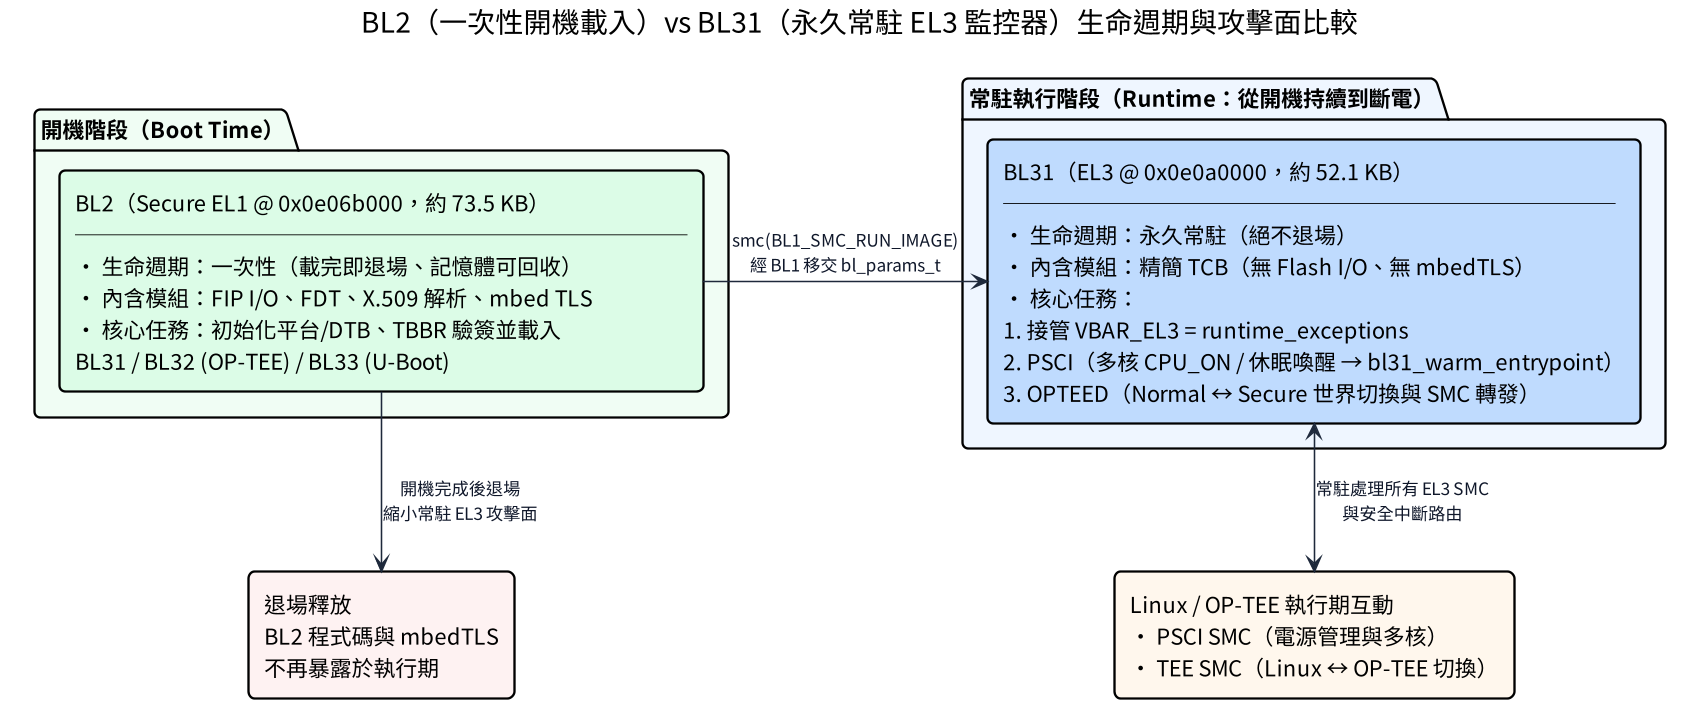 BL2（一次性開機載入）vs BL31（永久常駐 EL3 監控器）生命週期與攻擊面比較
開機階段（Boot Time）
BL2（Secure EL1 @ 0x0e06b000，約 73.5 KB）
• 生命週期：一次性（載完即退場、記憶體可回收）
• 內含模組：FIP I/O、FDT、X.509 解析、mbed TLS
• 核心任務：初始化平台/DTB、TBBR 驗簽並載入
BL31 / BL32 (OP-TEE) / BL33 (U-Boot)
smc(BL1_SMC_RUN_IMAGE)
經 BL1 移交 bl_params_t
常駐執行階段（Runtime：從開機持續到斷電）
BL31（EL3 @ 0x0e0a0000，約 52.1 KB）
• 生命週期：永久常駐（絕不退場）
• 內含模組：精簡 TCB（無 Flash I/O、無 mbedTLS）
• 核心任務：
1. 接管 VBAR_EL3 = runtime_exceptions
2. PSCI（多核 CPU_ON / 休眠喚醒 → bl31_warm_entrypoint）
3. OPTEED（Normal ↔ Secure 世界切換與 SMC 轉發）
開機完成後退場
縮小常駐 EL3 攻擊面
常駐處理所有 EL3 SMC
與安全中斷路由
退場釋放
BL2 程式碼與 mbedTLS
不再暴露於執行期
Linux / OP-TEE 執行期互動
• PSCI SMC（電源管理與多核）
• TEE SMC（Linux ↔ OP-TEE 切換）